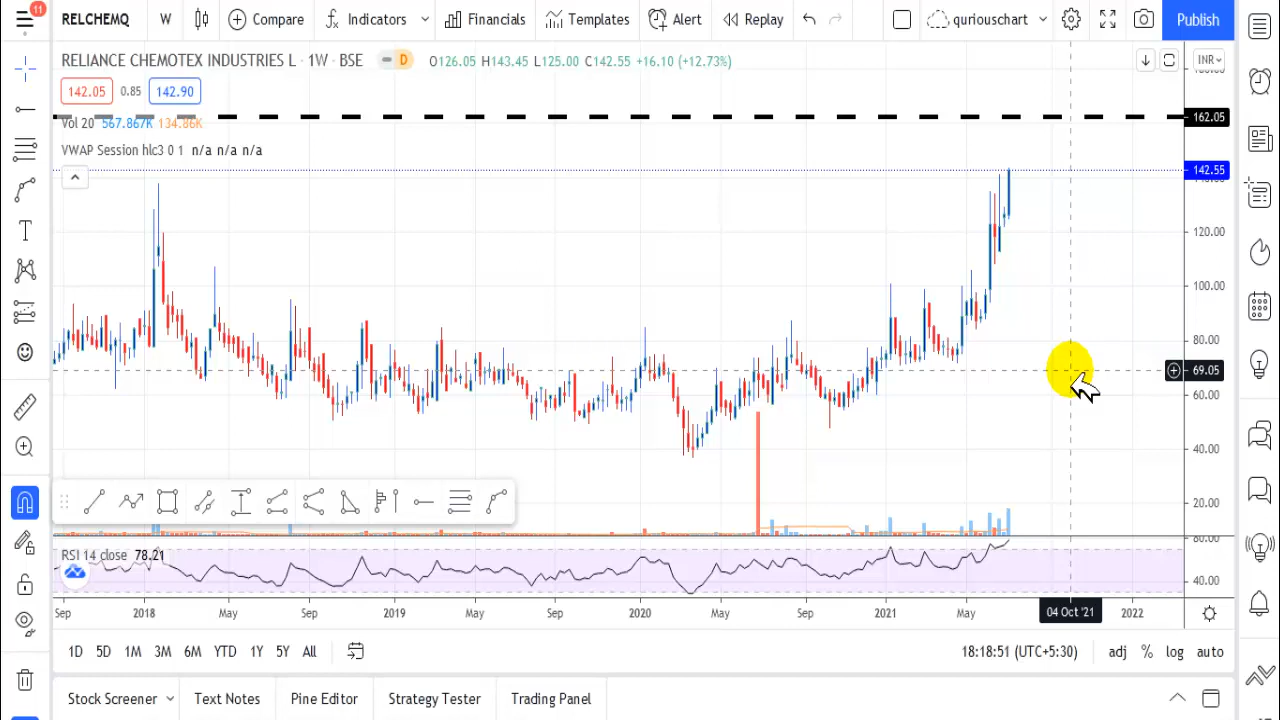 11
RELCHEMQ W Compare Indicators Financials Templates Alert Replay quriouschart Publish
RELIANCE CHEMOTEX INDUSTRIES L · 1W · BSE D O126.05 H143.45 L125.00 C142.55 +16.10 (+12.73%) INR
142.05 0.85 142.90
Vol 20 567.867K 134.86K
162.05
VWAP Session hlc3 0 1 n/a n/a n/a
142.55
120.00
100.00
80.00
69.05
60.00
40.00
20.00
RSI 14 close 78.21
40.00
Sep 2018 May Sep 2019 May Sep 2020 May Sep 2021 May 04 Oct '21 2022
1D 5D 1M 3M 6M YTD 1Y 5Y All 18:18:51 (UTC+5:30) adj % log auto
Stock Screener Text Notes Pine Editor Strategy Tester Trading Panel